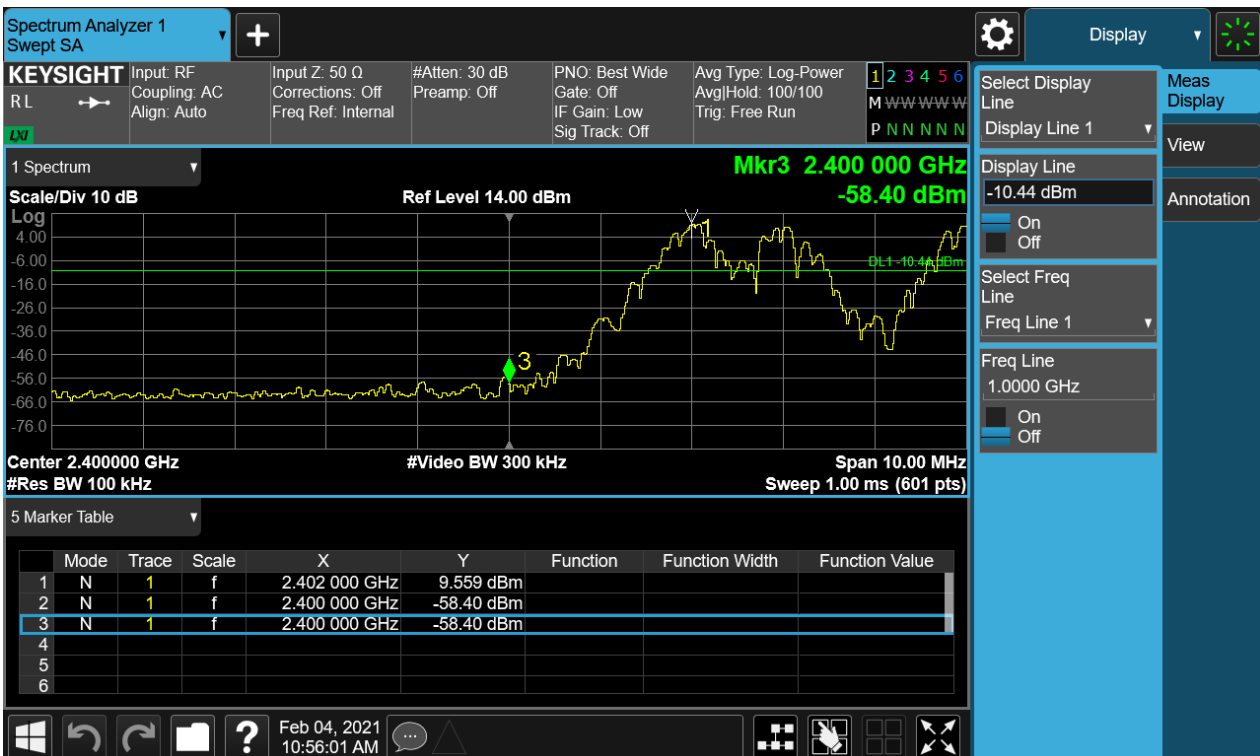 Spectrum Analyzer 1
Swept SA
+
Display
KEYSIGHT
R L
LXI
Input: RF
Coupling: AC
Align: Auto
Input Z: 50 Ω
Corrections: Off
Freq Ref: Internal
#Atten: 30 dB
Preamp: Off
PNO: Best Wide
Gate: Off
IF Gain: Low
Sig Track: Off
Avg Type: Log-Power
Avg|Hold: 100/100
Trig: Free Run
1 2 3 4 5 6
M W W W W W
P N N N N N
1 Spectrum
Scale/Div 10 dB
Ref Level 14.00 dBm
Mkr3 2.400 000 GHz
-58.40 dBm
Log
4.00
-6.00
-16.0
-26.0
-36.0
-46.0
-56.0
-66.0
-76.0
1
DL1 -10.44 dBm
3
Center 2.400000 GHz
#Video BW 300 kHz
Span 10.00 MHz
#Res BW 100 kHz
Sweep 1.00 ms (601 pts)
5 Marker Table
Mode Trace Scale X Y Function Function Width Function Value
1 N 1 f 2.402 000 GHz 9.559 dBm
2 N 1 f 2.400 000 GHz -58.40 dBm
3 N 1 f 2.400 000 GHz -58.40 dBm
4
5
6
Select Display
Line
Display Line 1
Display Line
-10.44 dBm
On
Off
Select Freq
Line
Freq Line 1
Freq Line
1.0000 GHz
On
Off
Meas
Display
View
Annotation
?
Feb 04, 2021
10:56:01 AM